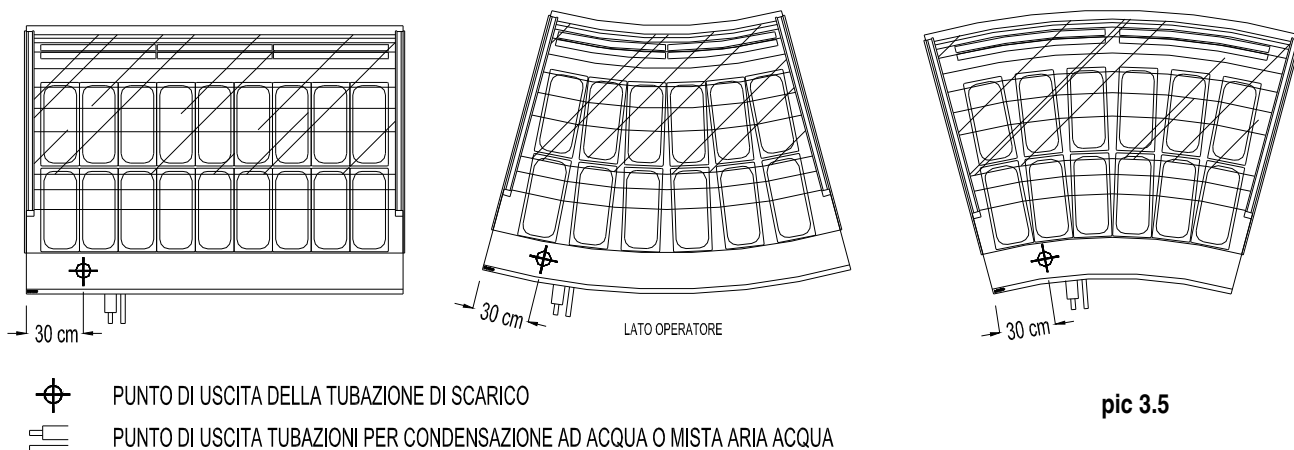 30 cm
30 cm
30 cm
LATO OPERATORE
PUNTO DI USCITA DELLA TUBAZIONE DI SCARICO
pic 3.5
PUNTO DI USCITA TUBAZIONI PER CONDENSAZIONE AD ACQUA O MISTA ARIA ACQUA